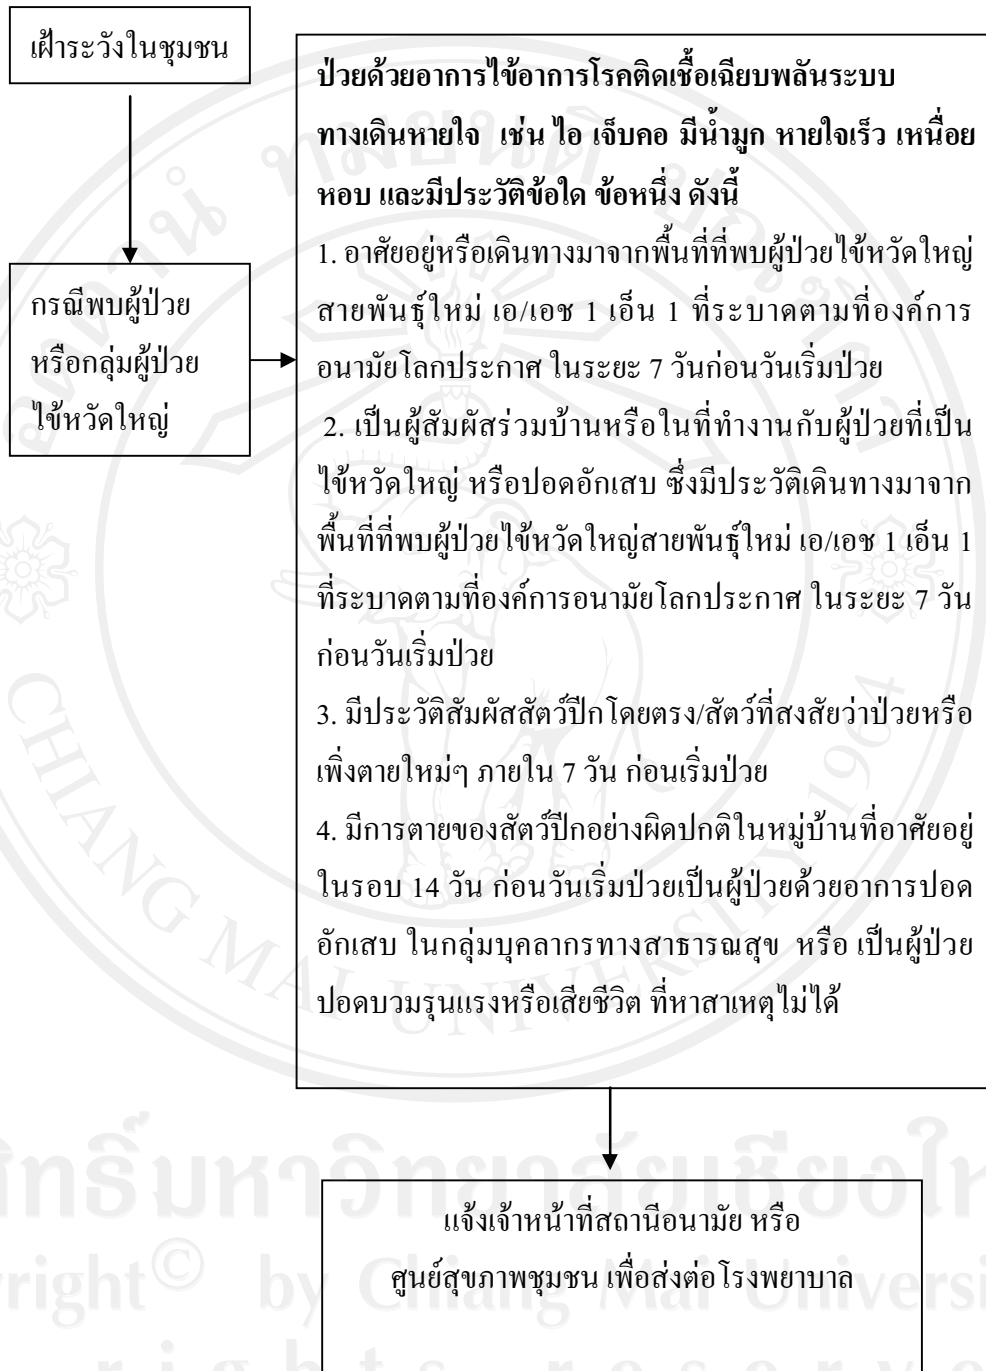 เฝ้าระวังในชุมชน
กรณีพบผู้ป่วย
หรือกลุ่มผู้ป่วย
ไข้หวัดใหญ่
ป่วยด้วยอาการไข้อาการโรคติดเชื้อเฉียบพลันระบบ
ทางเดินหายใจ เช่น ไอ เจ็บคอ มีน้ำมูก หายใจเร็ว เหนื่อย
หอบ และมีประวัติข้อใด ข้อหนึ่ง ดังนี้
1. อาศัยอยู่หรือเดินทางมาจากพื้นที่ที่พบผู้ป่วยไข้หวัดใหญ่
สายพันธุ์ใหม่ เอ/เอช 1 เอ็น 1 ที่ระบาดตามที่องค์การ
อนามัยโลกประกาศ ในระยะ 7 วันก่อนวันเริ่มป่วย
2. เป็นผู้สัมผัสร่วมบ้านหรือในที่ทำงานกับผู้ป่วยที่เป็น
ไข้หวัดใหญ่ หรือปอดอักเสบ ซึ่งมีประวัติเดินทางมาจาก
พื้นที่ที่พบผู้ป่วยไข้หวัดใหญ่สายพันธุ์ใหม่ เอ/เอช 1 เอ็น 1
ที่ระบาดตามที่องค์การอนามัยโลกประกาศ ในระยะ 7 วัน
ก่อนวันเริ่มป่วย
3. มีประวัติสัมผัสสัตว์ปีกโดยตรง/สัตว์ที่สงสัยว่าป่วยหรือ
เพิ่งตายใหม่ๆ ภายใน 7 วัน ก่อนเริ่มป่วย
4. มีการตายของสัตว์ปีกอย่างผิดปกติในหมู่บ้านที่อาศัยอยู่
ในรอบ 14 วัน ก่อนวันเริ่มป่วยเป็นผู้ป่วยด้วยอาการปอด
อักเสบ ในกลุ่มบุคลากรทางสาธารณสุข หรือ เป็นผู้ป่วย
ปอดบวมรุนแรงหรือเสียชีวิต ที่หาสาเหตุไม่ได้
แจ้งเจ้าหน้าที่สถานีอนามัย หรือ
ศูนย์สุขภาพชุมชน เพื่อส่งต่อโรงพยาบาล
CHIANG MAI UNIVERSITY 1964
© by Chiang Mai